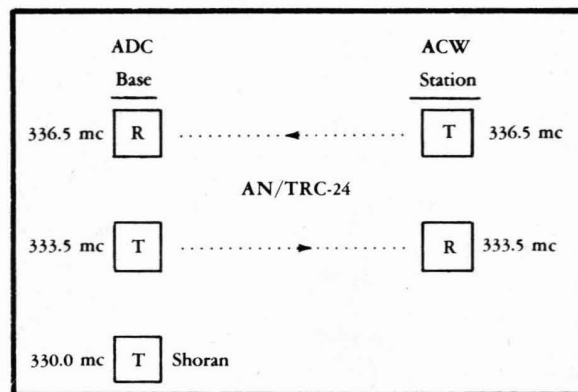 ADC ACW
Base Station
336.5 mc R T 336.5 mc
AN/TRC-24
333.5 mc T R 333.5 mc
330.0 mc T Shoran